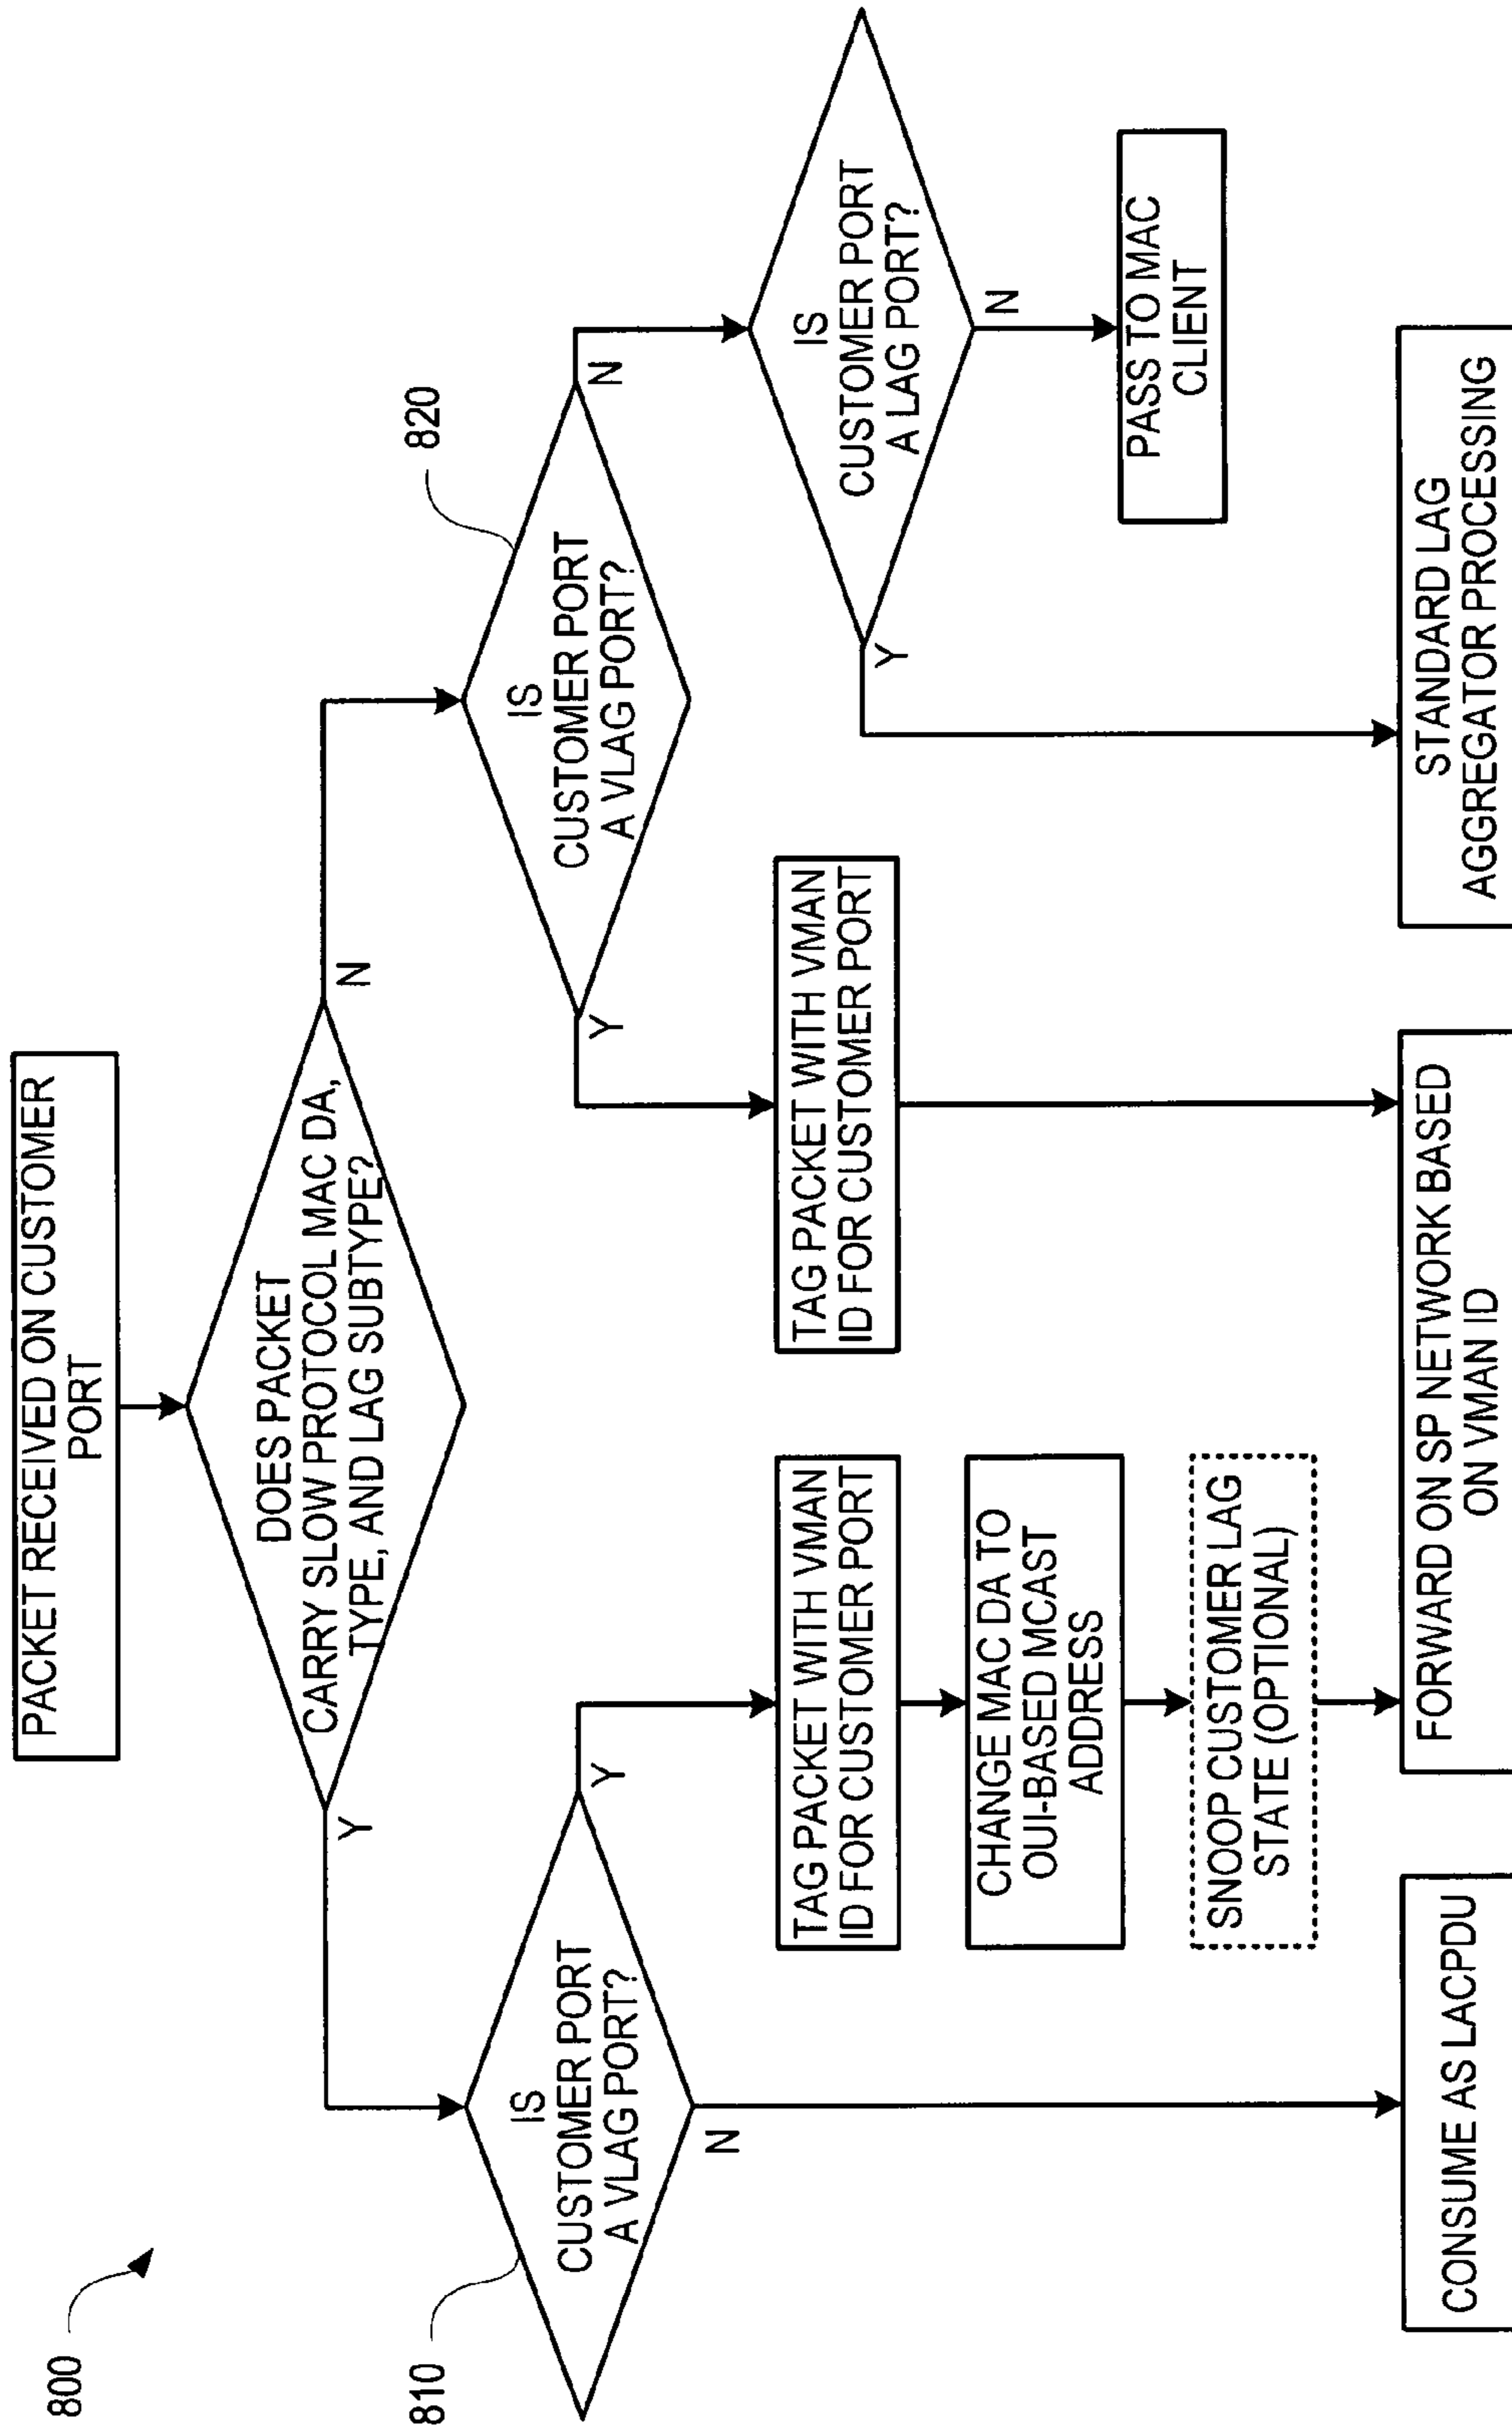 800
PACKET RECEIVED ON CUSTOMER
PORT
DOES PACKET
CARRY SLOW PROTOCOL MAC DA,
TYPE, AND LAG SUBTYPE?
Y
N
810
IS
CUSTOMER PORT
A VLAG PORT?
Y
N
820
IS
CUSTOMER PORT
A VLAG PORT?
Y
N
TAG PACKET WITH VMAN
ID FOR CUSTOMER PORT
TAG PACKET WITH VMAN
ID FOR CUSTOMER PORT
IS
CUSTOMER PORT
A LAG PORT?
Y
N
CHANGE MAC DA TO
OUI-BASED MCAST
ADDRESS
SNOOP CUSTOMER LAG
STATE (OPTIONAL)
PASS TO MAC
CLIENT
CONSUME AS LACPDU
FORWARD ON SP NETWORK BASED
ON VMAN ID
STANDARD LAG
AGGREGATOR PROCESSING